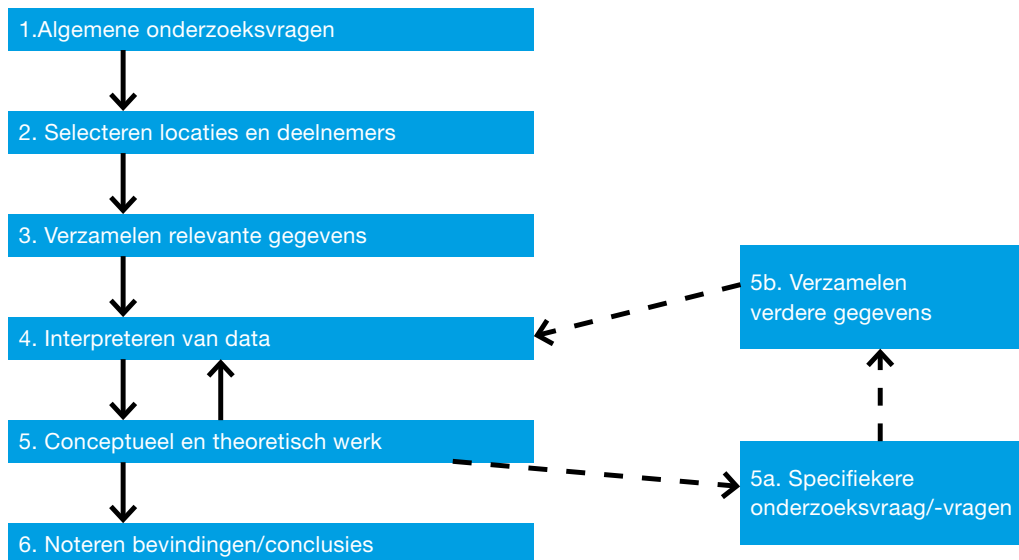 1.Algemene onderzoeksvragen
2. Selecteren locaties en deelnemers
3. Verzamelen relevante gegevens
4. Interpreteren van data
5. Conceptueel en theoretisch werk
6. Noteren bevindingen/conclusies
5b. Verzamelen
verdere gegevens
5a. Specifiekere
onderzoeksvraag/-vragen